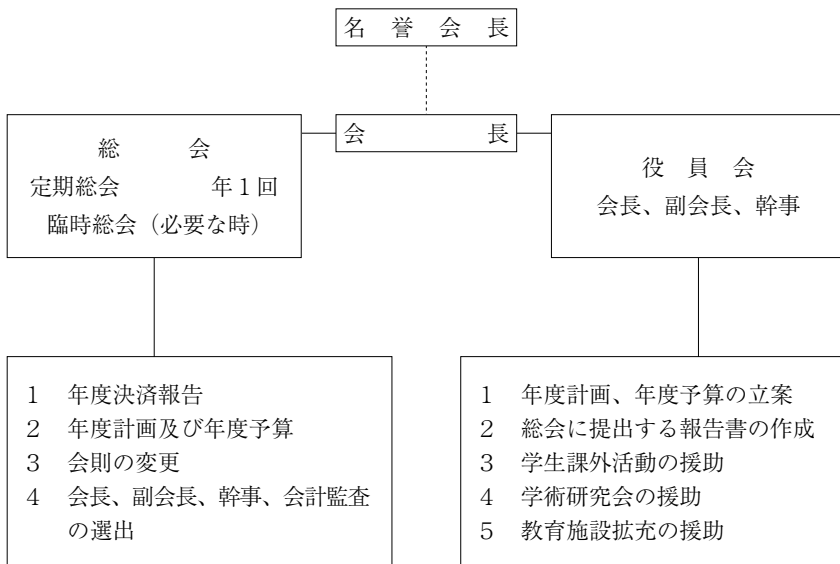 名誉会長
会長
総会
定期総会 年１回
臨時総会（必要な時）
役員会
会長、副会長、幹事
１ 年度決済報告
２ 年度計画及び年度予算
３ 会則の変更
４ 会長、副会長、幹事、会計監査
の選出
１ 年度計画、年度予算の立案
２ 総会に提出する報告書の作成
３ 学生課外活動の援助
４ 学術研究会の援助
５ 教育施設拡充の援助